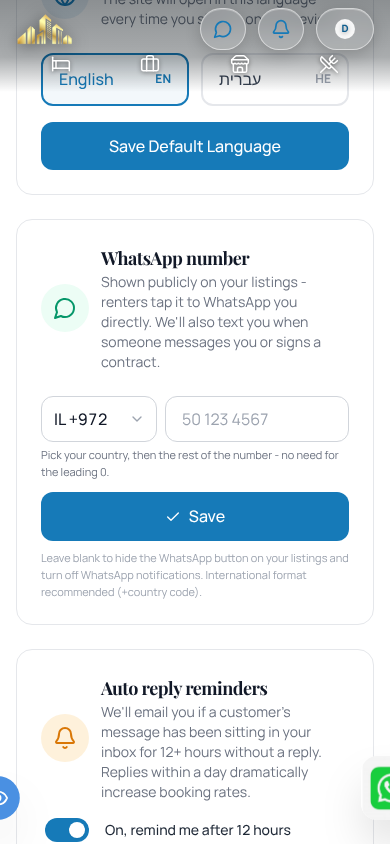 The default language
every time you s
D
English EN
עברית HE
Save Default Language
WhatsApp number
Shown publicly on your listings -
renters tap it to WhatsApp you
directly. We'll also text you when
someone messages you or signs a
contract.
IL +972
50 123 4567
Pick your country, then the rest of the number - no need for
the leading 0.
Save
Leave blank to hide the WhatsApp button on your listings and
turn off WhatsApp notifications. International format
recommended (+country code).
Auto reply reminders
We'll email you if a customer's
message has been sitting in your
inbox for 12+ hours without a reply.
Replies within a day dramatically
increase booking rates.
On, remind me after 12 hours